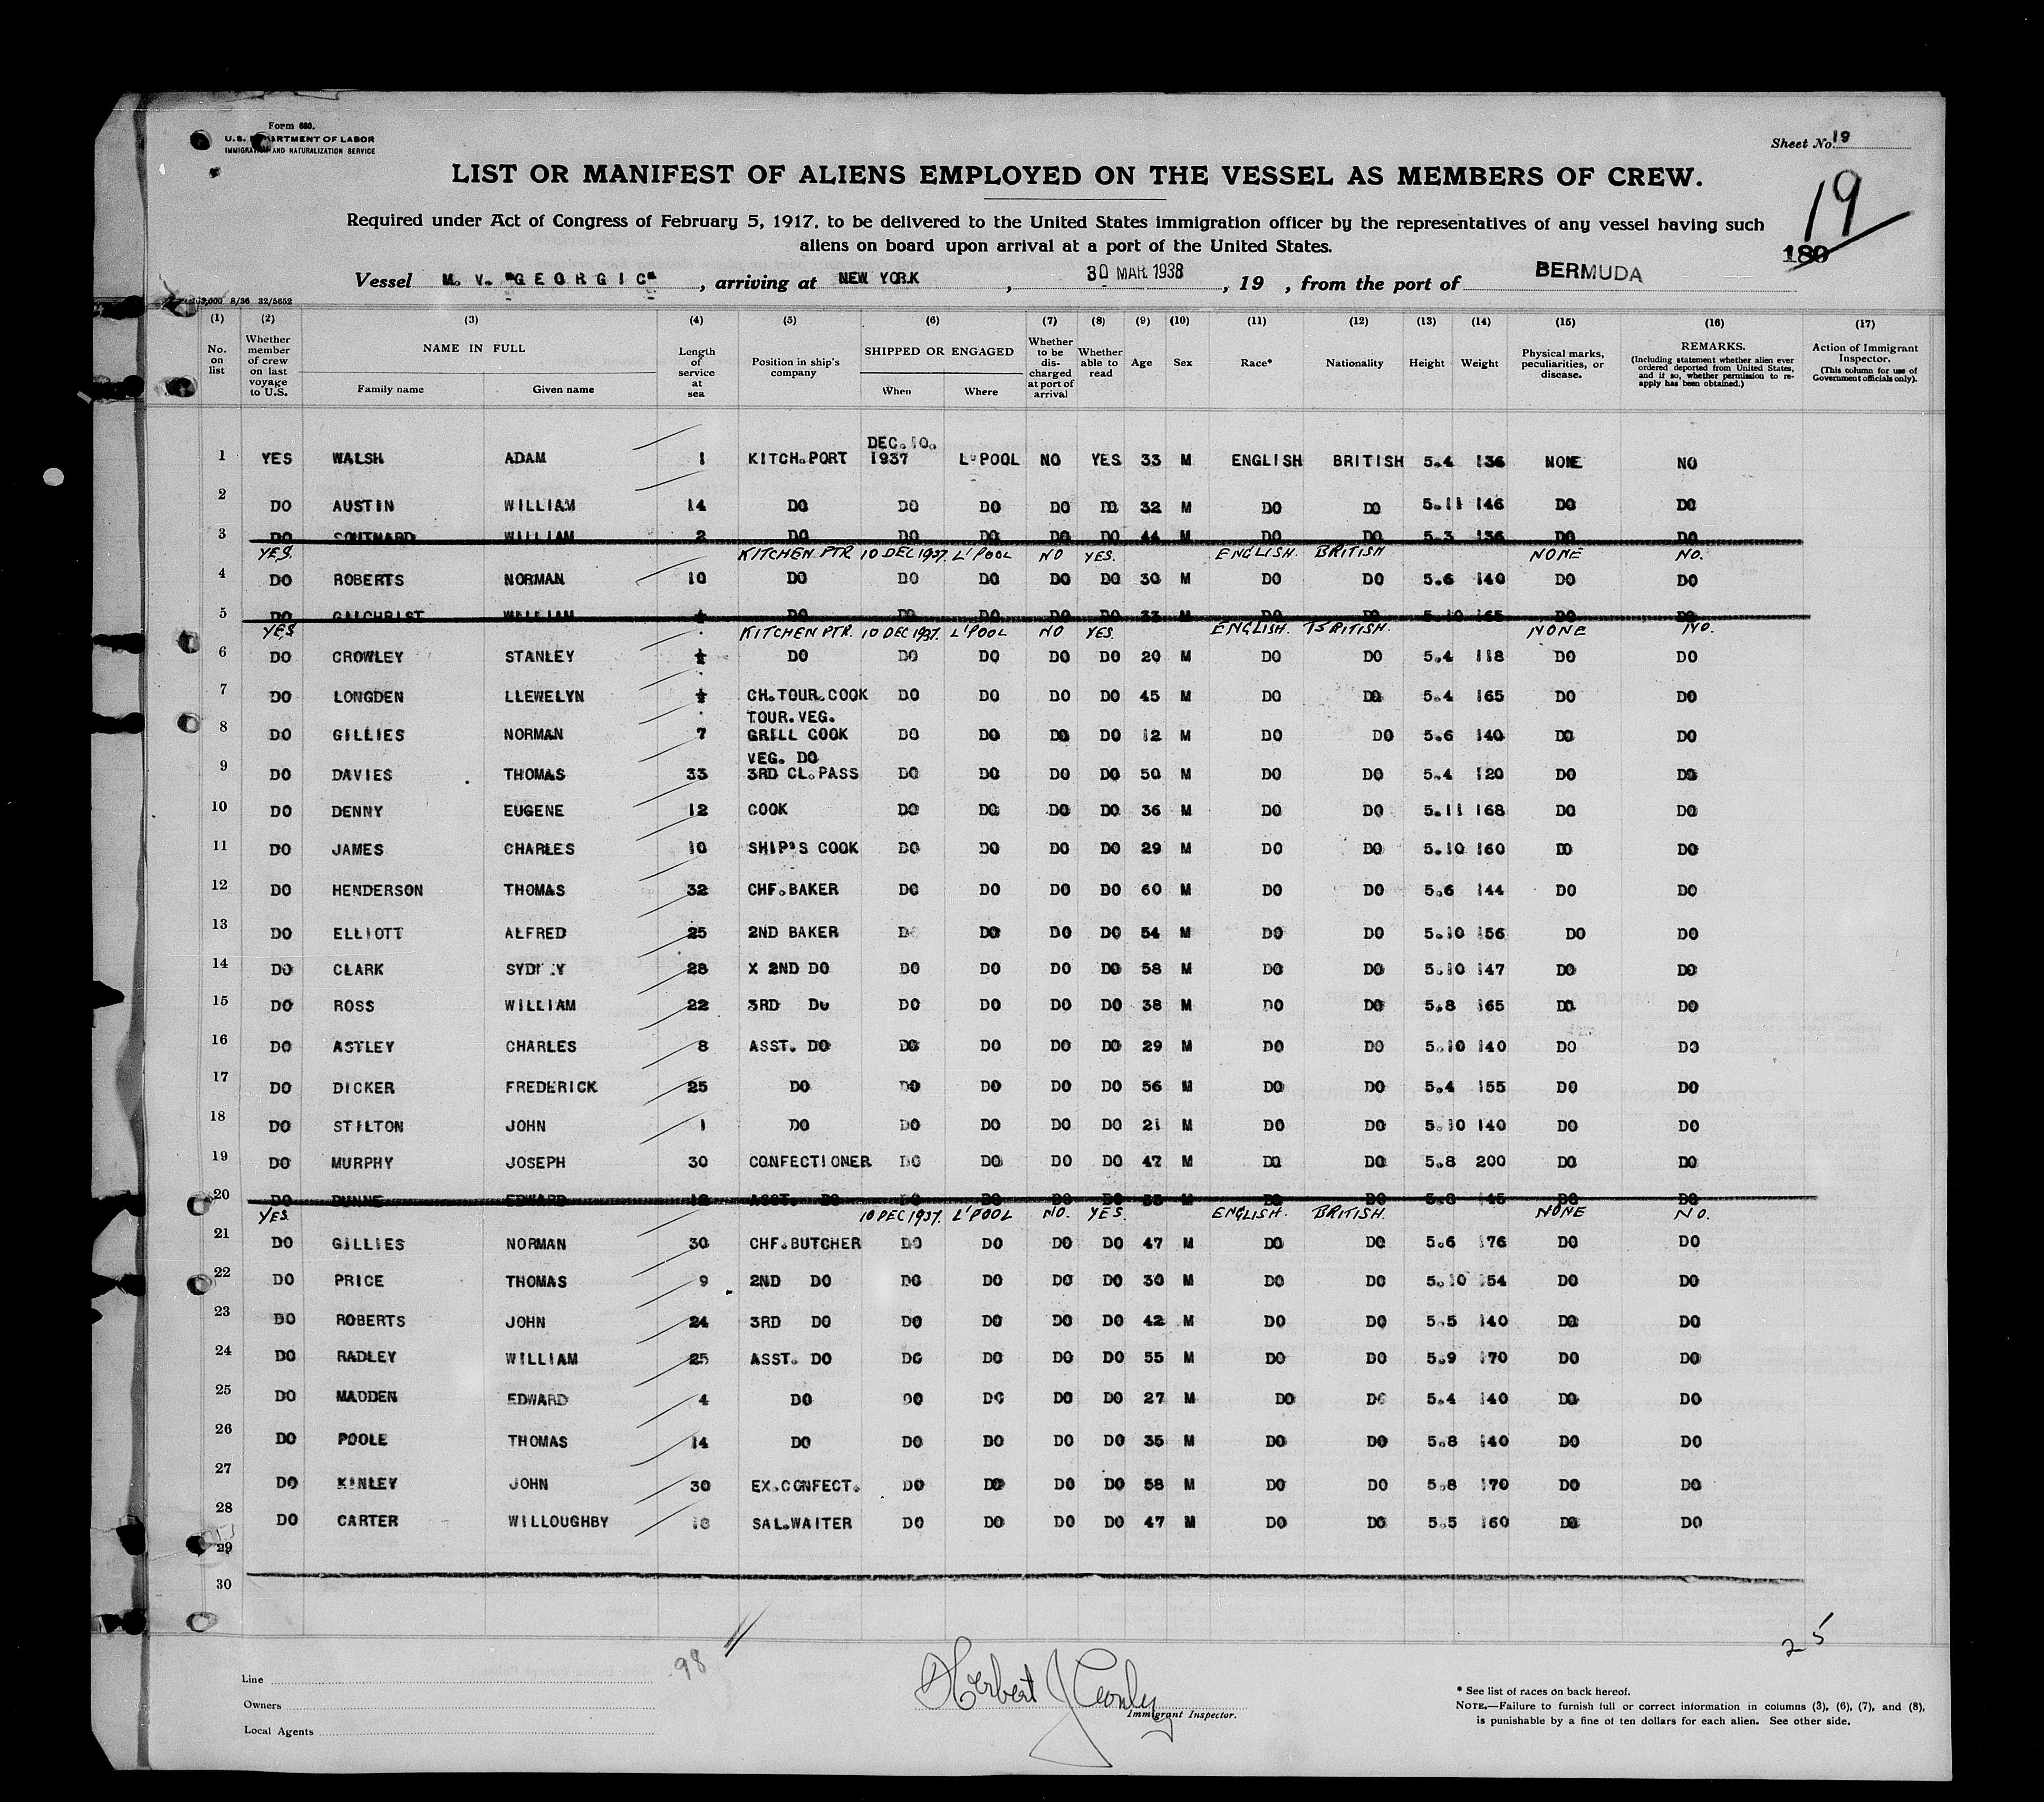 Form 680.
U.S. DEPARTMENT OF LABOR
IMMIGRATION AND NATURALIZATION SERVICE
Sheet No. 19
LIST OR MANIFEST OF ALIENS EMPLOYED ON THE VESSEL AS MEMBERS OF CREW.
19
Required under Act of Congress of February 5, 1917, to be delivered to the United States immigration officer by the representatives of any vessel having such
aliens on board upon arrival at a port of the United States.
180
Vessel M. V. "GEORGIC", arriving at NEW YORK, 30 MAR 1938, 19 , from the port of BERMUDA
8/36 32/5652
(1) (2) (3) (4) (5) (6) (7) (8) (9) (10) (11) (12) (13) (14) (15) (16) (17)
No. on list
Whether member of crew on last voyage to U.S.
NAME IN FULL
Family name
Given name
Length of service at sea
Position in ship's company
SHIPPED OR ENGAGED
When
Where
Whether to be discharged at port of arrival
Whether able to read
Age
Sex
Race*
Nationality
Height
Weight
Physical marks, peculiarities, or disease.
REMARKS.
(Including statement whether alien ever ordered deported from United States, and if so, whether permission to reapply has been obtained.)
Action of Immigrant Inspector.
(This column for use of Government officials only).
1 YES WALSH ADAM 1 KITCH.PORT DEC.10. 1937 L'POOL NO YES 33 M ENGLISH BRITISH 5.4 136 NONE NO
2 DO AUSTIN WILLIAM 14 DO DO DO DO DO 32 M DO DO 5.11 146 DO DO
3 DO SOUTHARD WILLIAM 2 DO DO DO DO DO 44 M DO DO 5.3 136 DO DO
YES. KITCHEN PTR 10 DEC 1937. L'POOL NO YES. ENGLISH. BRITISH NONE NO.
4 DO ROBERTS NORMAN 10 DO DO DO DO DO 30 M DO DO 5.6 140 DO DO
5 DO GILCHRIST WILLIAM DO DO DO DO DO 33 M DO DO 5.10 165 DO DO
YES KITCHEN PTR. 10 DEC 1937. L'POOL NO YES. ENGLISH. BRITISH. NONE NO.
6 DO CROWLEY STANLEY DO DO DO DO DO 20 M DO DO 5.4 118 DO DO
7 DO LONGDEN LLEWELYN CH.TOUR.COOK DO DO DO DO 45 M DO DO 5.4 165 DO DO
8 DO GILLIES NORMAN 7 TOUR.VEG. GRILL COOK DO DO DO DO 12 M DO DO 5.6 140 DO DO
9 DO DAVIES THOMAS 33 VEG. DO 3RD CL.PASS DO DO DO DO 50 M DO DO 5.4 120 DO DO
10 DO DENNY EUGENE 12 COOK DO DO DO DO 36 M DO DO 5.11 168 DO DO
11 DO JAMES CHARLES 10 SHIP'S COOK DO DO DO DO 29 M DO DO 5.10 160 DO DO
12 DO HENDERSON THOMAS 32 CHF.BAKER DO DO DO DO 60 M DO DO 5.6 144 DO DO
13 DO ELLIOTT ALFRED 25 2ND BAKER DO DO DO DO 54 M DO DO 5.10 156 DO DO
14 DO CLARK SYDNEY 28 X 2ND DO DO DO DO DO 58 M DO DO 5.10 147 DO DO
15 DO ROSS WILLIAM 22 3RD DO DO DO DO DO 38 M DO DO 5.8 165 DO DO
16 DO ASTLEY CHARLES 8 ASST. DO DO DO DO DO 29 M DO DO 5.10 140 DO DO
17 DO DICKER FREDERICK 25 DO DO DO DO DO 56 M DO DO 5.4 155 DO DO
18 DO STILTON JOHN 1 DO DO DO DO DO 21 M DO DO 5.10 140 DO DO
19 DO MURPHY JOSEPH 30 CONFECTIONER DO DO DO DO 47 M DO DO 5.8 200 DO DO
20 DO DUNNE EDWARD ASST. DO DO DO DO DO M DO DO 145 DO DO
YES. 10 DEC 1937. L'POOL NO. YES. ENGLISH. BRITISH. NONE NO.
21 DO GILLIES NORMAN 30 CHF.BUTCHER DO DO DO DO 47 M DO DO 5.6 176 DO DO
22 DO PRICE THOMAS 9 2ND DO DO DO DO DO 30 M DO DO 5.10 154 DO DO
23 DO ROBERTS JOHN 24 3RD DO DO DO DO DO 42 M DO DO 5.5 140 DO DO
24 DO RADLEY WILLIAM 25 ASST. DO DO DO DO DO 55 M DO DO 5.9 170 DO DO
25 DO MADDEN EDWARD 4 DO DO DO DO DO 27 M DO DO 5.4 140 DO DO
26 DO POOLE THOMAS 14 DO DO DO DO DO 35 M DO DO 5.8 140 DO DO
27 DO KINLEY JOHN 30 EX.CONFECT. DO DO DO DO 58 M DO DO 5.8 170 DO DO
28 DO CARTER WILLOUGHBY 18 SAL.WAITER DO DO DO DO 47 M DO DO 5.5 160 DO DO
29
30
25
98
Line
Owners
Local Agents
Herbert J
Immigrant Inspector.
* See list of races on back hereof.
NOTE.—Failure to furnish full or correct information in columns (3), (6), (7), and (8),
is punishable by a fine of ten dollars for each alien. See other side.